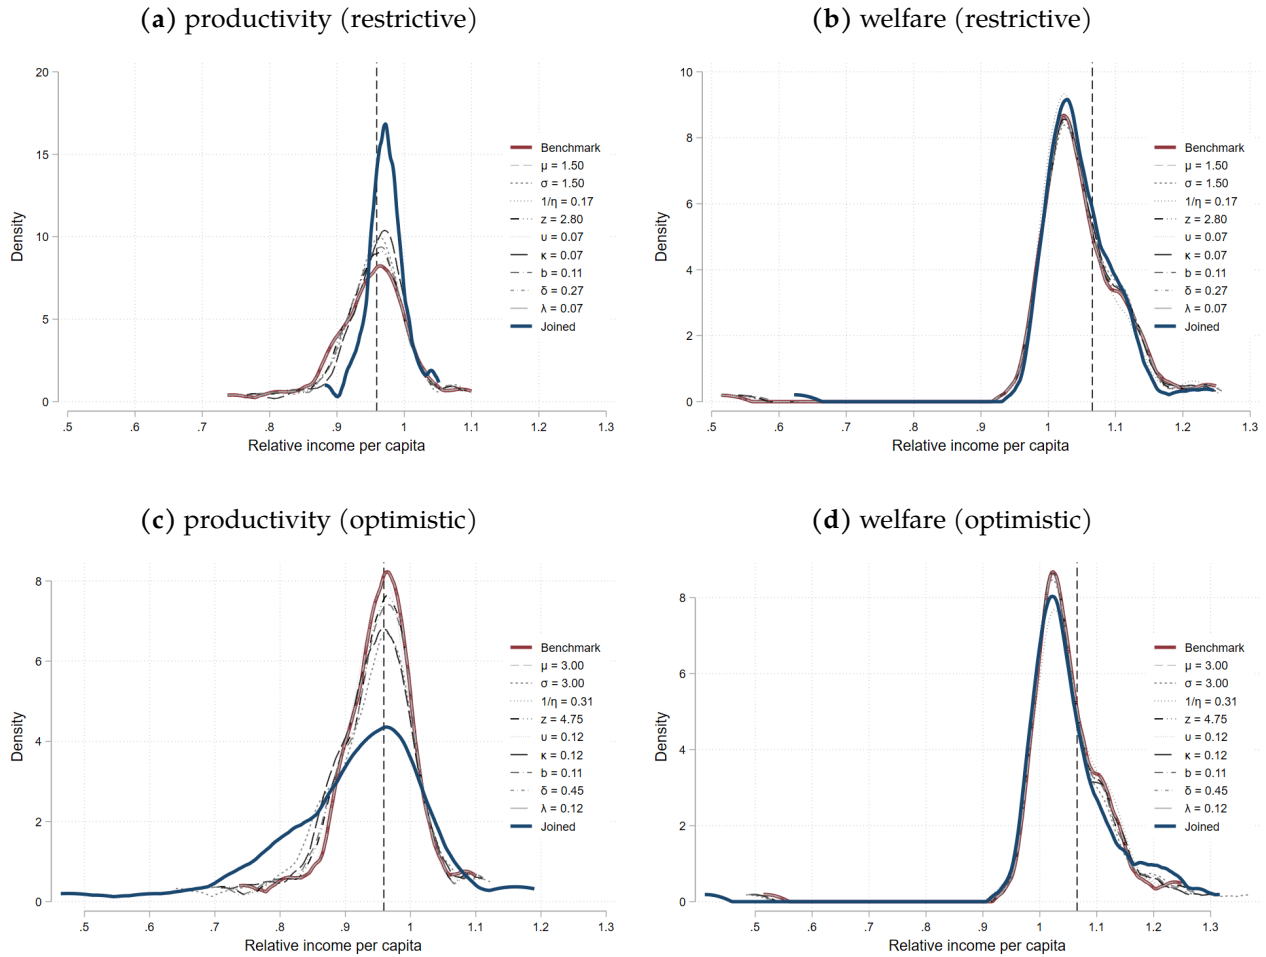 (a) productivity (restrictive)
20
15
10
5
0
Density
.5 .6 .7 .8 .9 1 1.1 1.2 1.3
Relative income per capita
Benchmark
μ = 1.50
σ = 1.50
1/η = 0.17
z = 2.80
υ = 0.07
κ = 0.07
b = 0.11
δ = 0.27
λ = 0.07
Joined
(b) welfare (restrictive)
10
8
6
4
2
0
Density
.5 .6 .7 .8 .9 1 1.1 1.2 1.3
Relative income per capita
Benchmark
μ = 1.50
σ = 1.50
1/η = 0.17
z = 2.80
υ = 0.07
κ = 0.07
b = 0.11
δ = 0.27
λ = 0.07
Joined
(c) productivity (optimistic)
8
6
4
2
0
Density
.5 .6 .7 .8 .9 1 1.1 1.2 1.3
Relative income per capita
Benchmark
μ = 3.00
σ = 3.00
1/η = 0.31
z = 4.75
υ = 0.12
κ = 0.12
b = 0.11
δ = 0.45
λ = 0.12
Joined
(d) welfare (optimistic)
8
6
4
2
0
Density
.5 .6 .7 .8 .9 1 1.1 1.2 1.3
Relative income per capita
Benchmark
μ = 3.00
σ = 3.00
1/η = 0.31
z = 4.75
υ = 0.12
κ = 0.12
b = 0.11
δ = 0.45
λ = 0.12
Joined